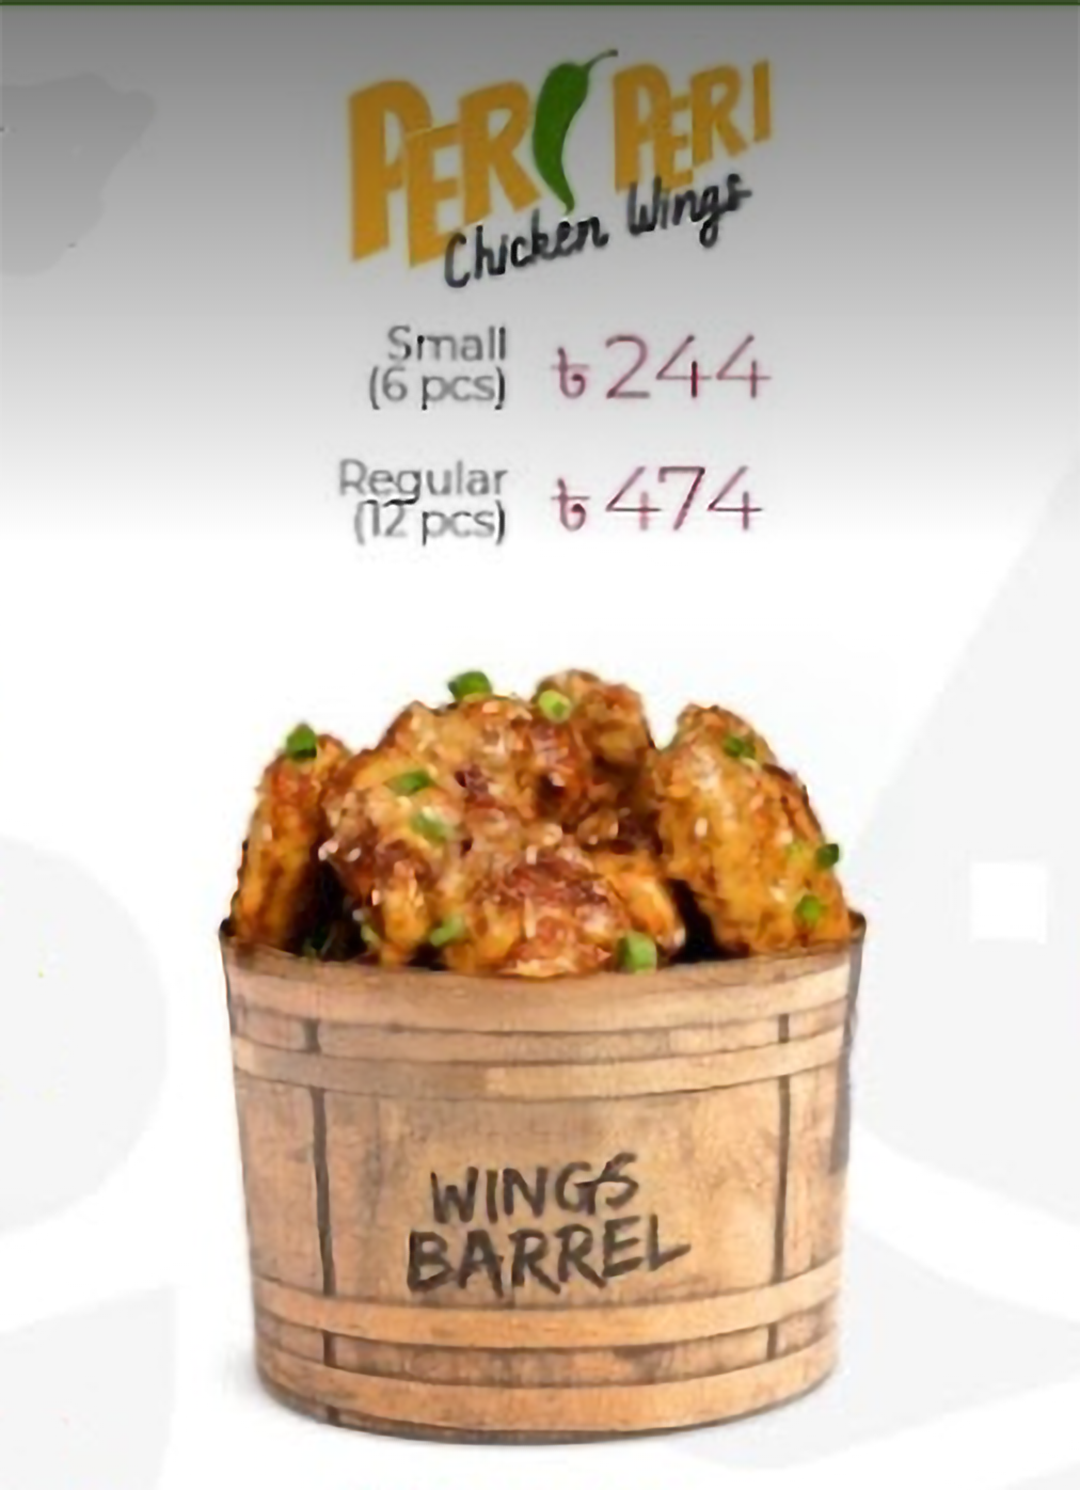 PERI PERI
Chicken Wings
Small
(6 pcs)
৳244
Regular
(12 pcs)
৳474
WINGS
BARREL